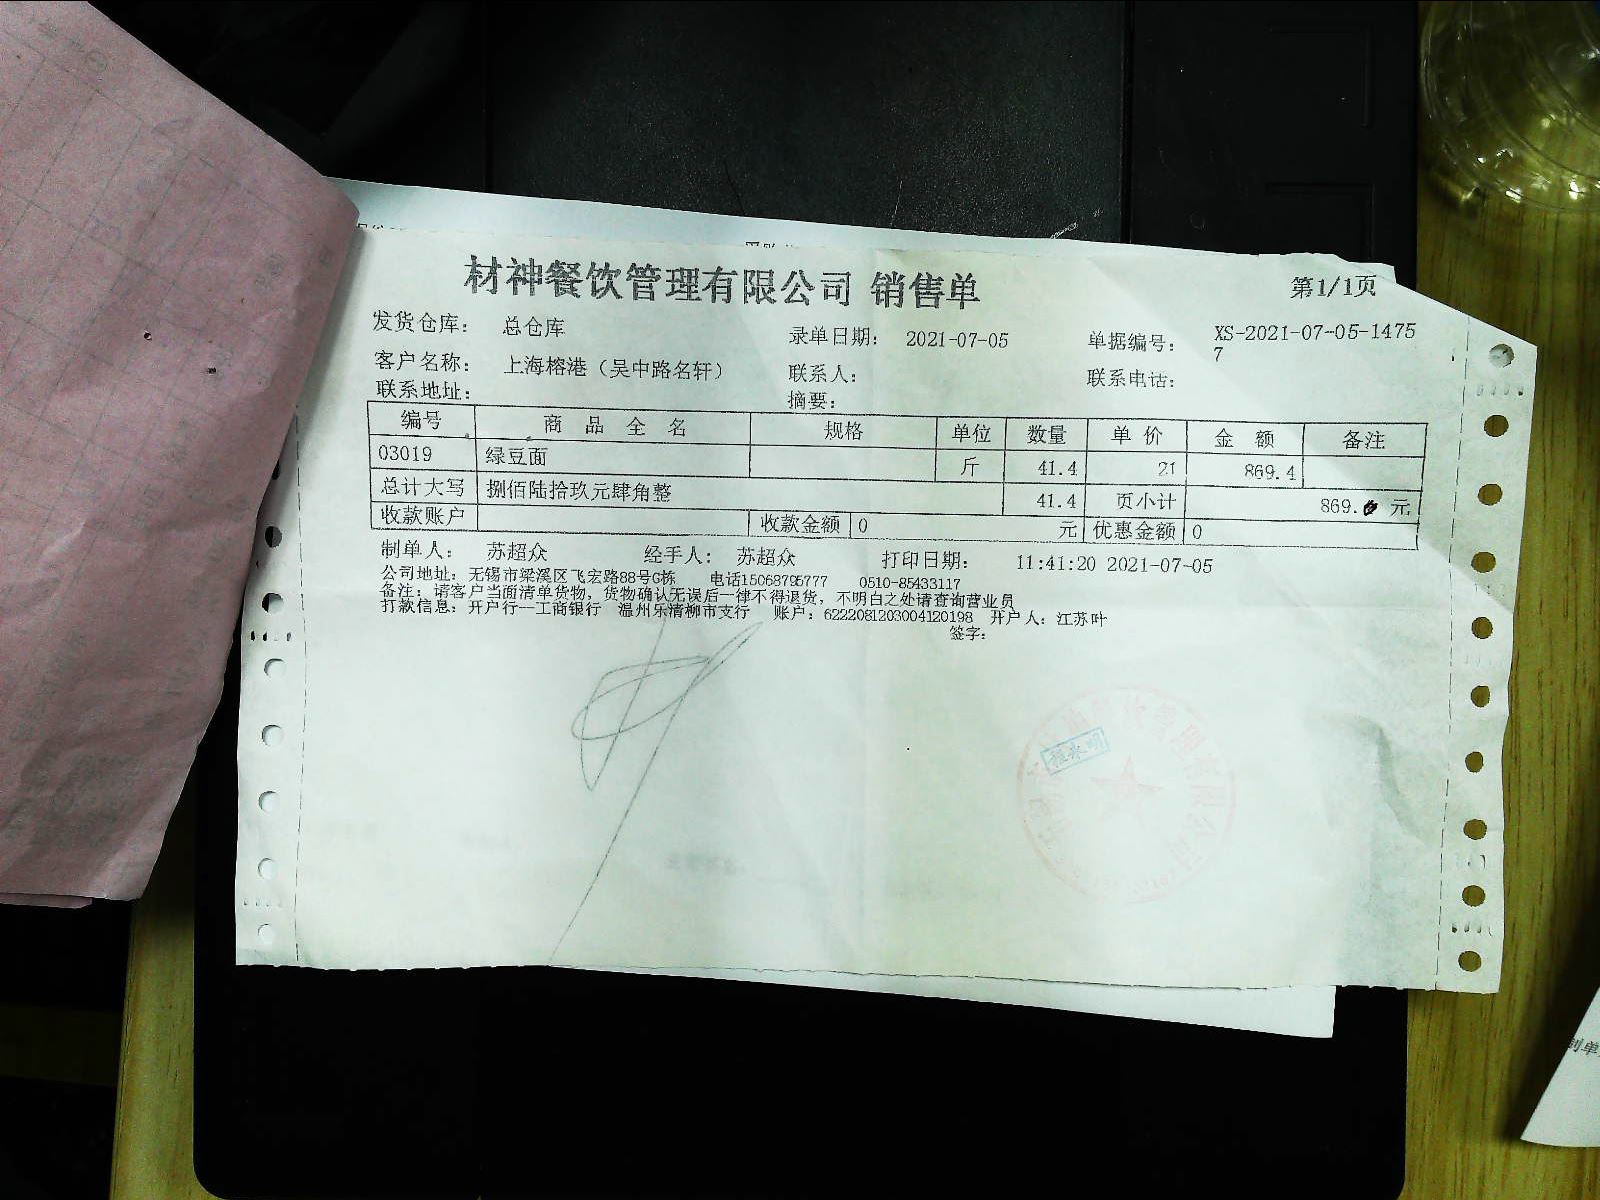 材神餐饮管理有限公司 销售单
第1/1页
发货仓库: 总仓库 录单日期: 2021-07-05 单据编号: XS-2021-07-05-1475
7
客户名称: 上海榕港（吴中路名轩） 联系人: 联系电话:
联系地址: 摘要:
编号 商品全名 规格 单位 数量 单价 金额 备注
03019 绿豆面 斤 41.4 21 869.4
总计大写 捌佰陆拾玖元肆角整 41.4 页小计 869. 元
收款账户 收款金额 0 元 优惠金额 0
制单人: 苏超众 经手人: 苏超众 打印日期: 11:41:20 2021-07-05
公司地址: 无锡市梁溪区飞宏路88号G栋 电话15068795777 0510-85433117
备注: 请客户当面清单货物, 货物确认无误后一律不得退货, 不明白之处请查询营业员
打款信息: 开户行--工商银行 温州乐清柳市支行 账户: 6222081203004120198 开户人: 江苏叶
签字:
制单